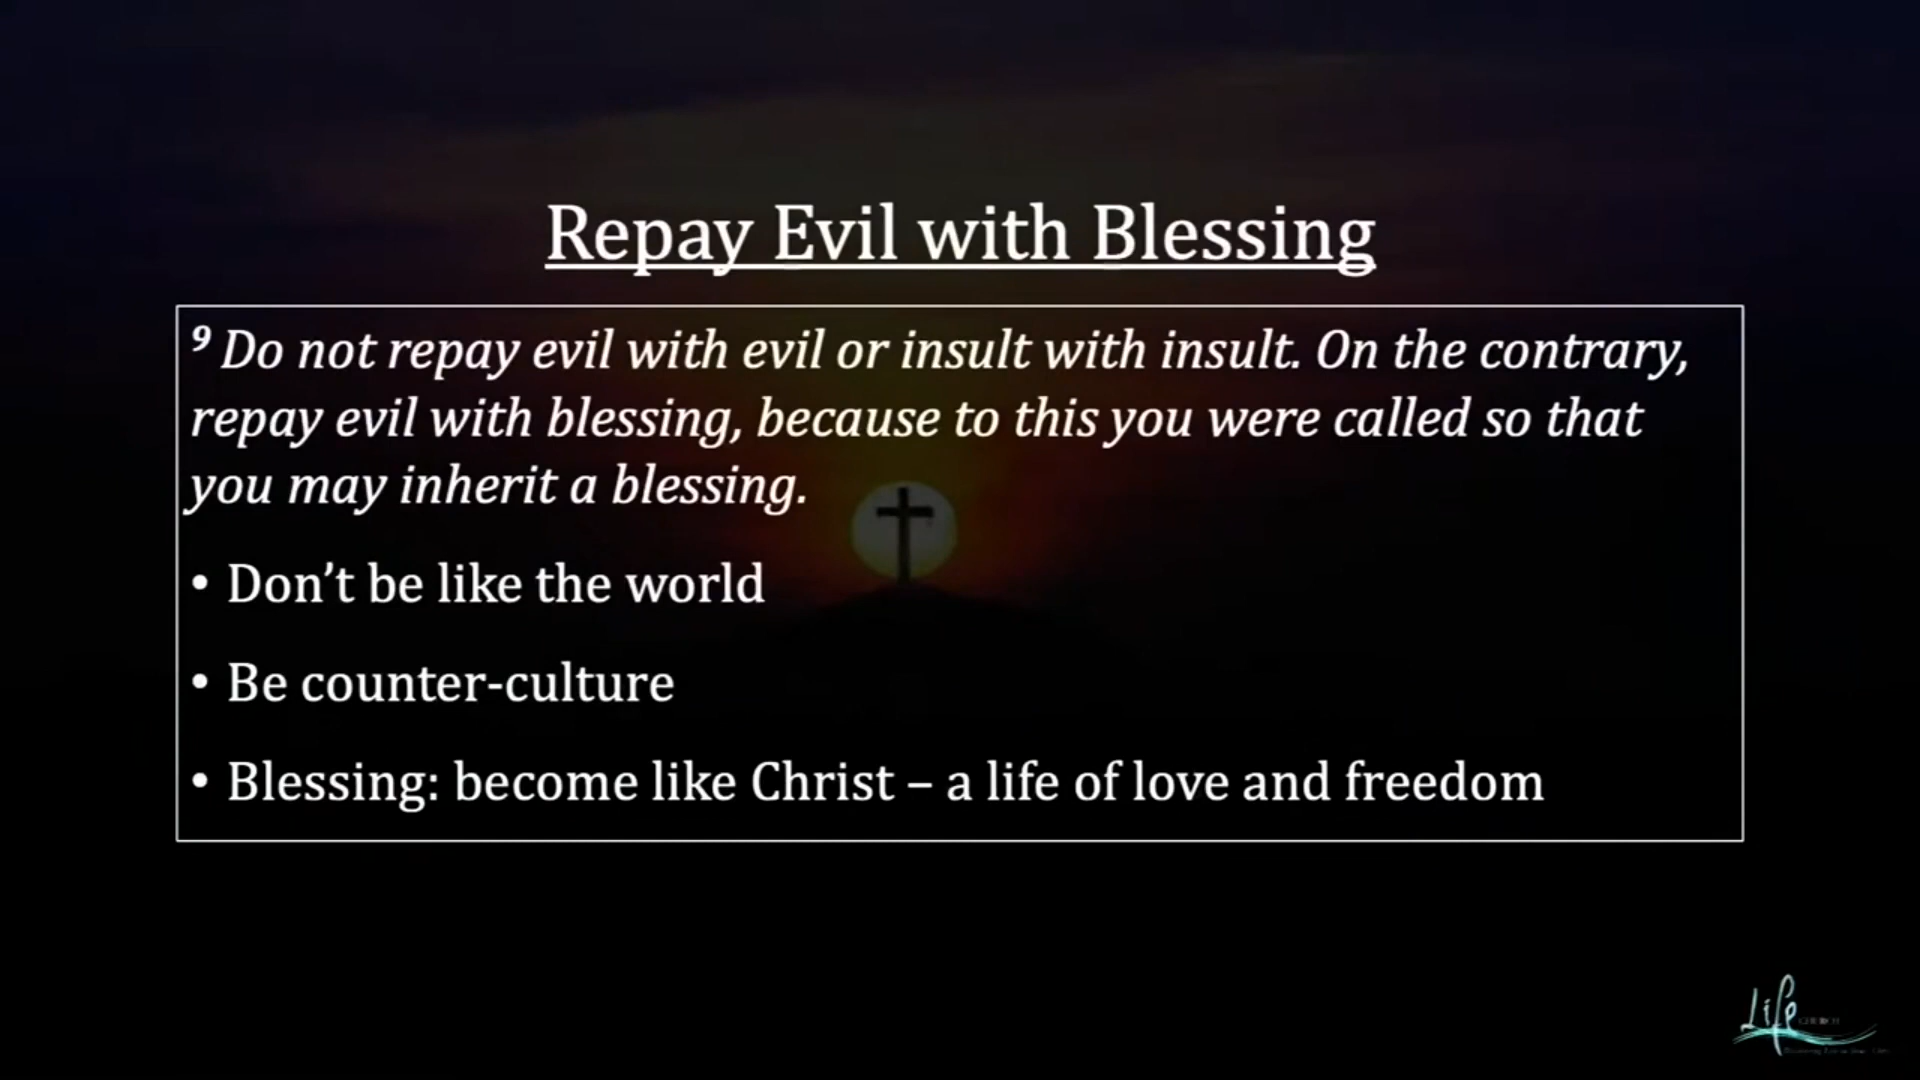 Repay Evil with Blessing
⁹ Do not repay evil with evil or insult with insult. On the contrary,
repay evil with blessing, because to this you were called so that
you may inherit a blessing.
• Don’t be like the world
• Be counter-culture
• Blessing: become like Christ – a life of love and freedom
Life
CHURCH